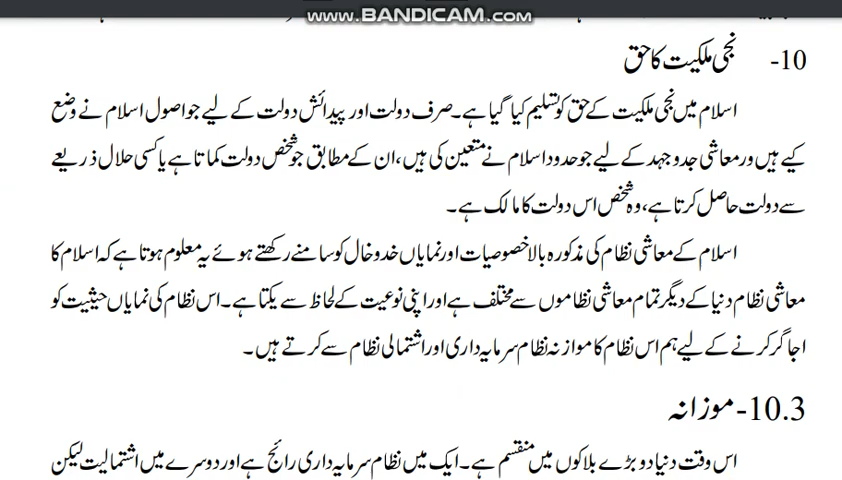 WWW.BANDICAM.COM
10- نجی ملکیت کا حق
اسلام میں نجی ملکیت کے حق کو تسلیم کیا گیا ہے۔ صرف دولت اور پیدائش دولت کے لیے جو اصول اسلام نے وضع
کیے ہیں ور معاشی جدوجہد کے لیے جو حدود اسلام نے متعین کی ہیں، ان کے مطابق جو شخص دولت کماتا ہے یا کسی حلال ذریعے
سے دولت حاصل کرتا ہے، وہ شخص اس دولت کا مالک ہے۔
اسلام کے معاشی نظام کی مذکورہ بالا خصوصیات اور نمایاں خدوخال کو سامنے رکھتے ہوئے یہ معلوم ہوتا ہے کہ اسلام کا
معاشی نظام دنیا کے دیگر تمام معاشی نظاموں سے مختلف ہے اور اپنی نوعیت کے لحاظ سے یکتا ہے۔ اس نظام کی نمایاں حیثیت کو
اجاگر کرنے کے لیے ہم اس نظام کا موازنہ نظام سرمایہ داری اور اشتمالی نظام سے کرتے ہیں۔
10.3- موزانہ
اس وقت دنیا دو بڑے بلاکوں میں منقسم ہے۔ ایک میں نظام سرمایہ داری رائج ہے اور دوسرے میں اشتمالیت لیکن